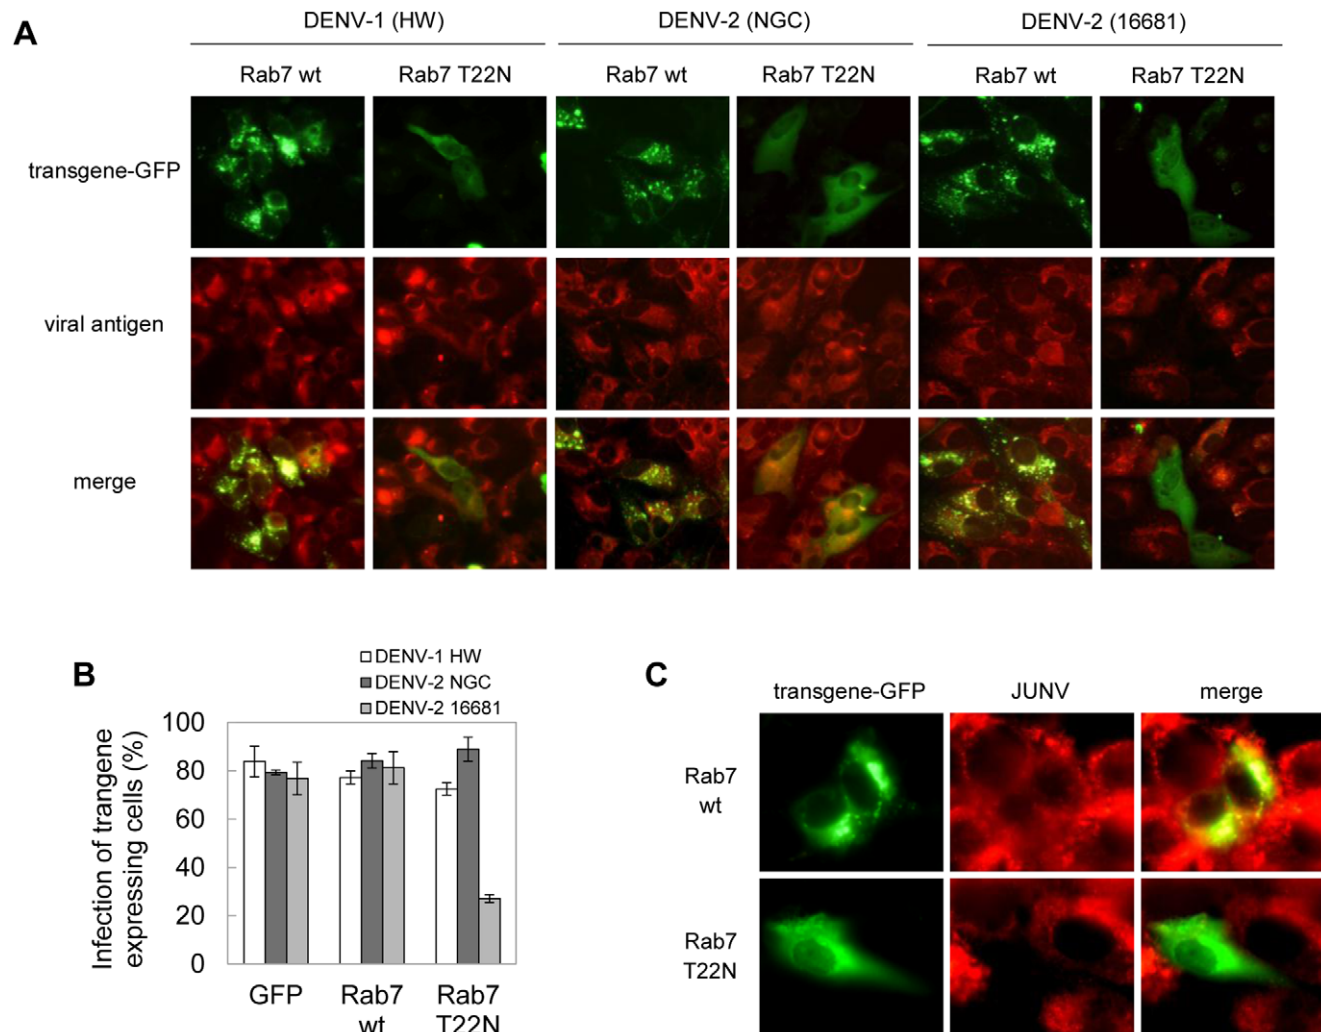 A
DENV-1 (HW)
DENV-2 (NGC)
DENV-2 (16681)
Rab7 wt
Rab7 T22N
Rab7 wt
Rab7 T22N
Rab7 wt
Rab7 T22N
transgene-GFP
viral antigen
merge
B
DENV-1 HW
DENV-2 NGC
DENV-2 16681
Infection of trangene
expressing cells (%)
100
80
60
40
20
0
GFP
Rab7
wt
Rab7
T22N
C
transgene-GFP
JUNV
merge
Rab7
wt
Rab7
T22N